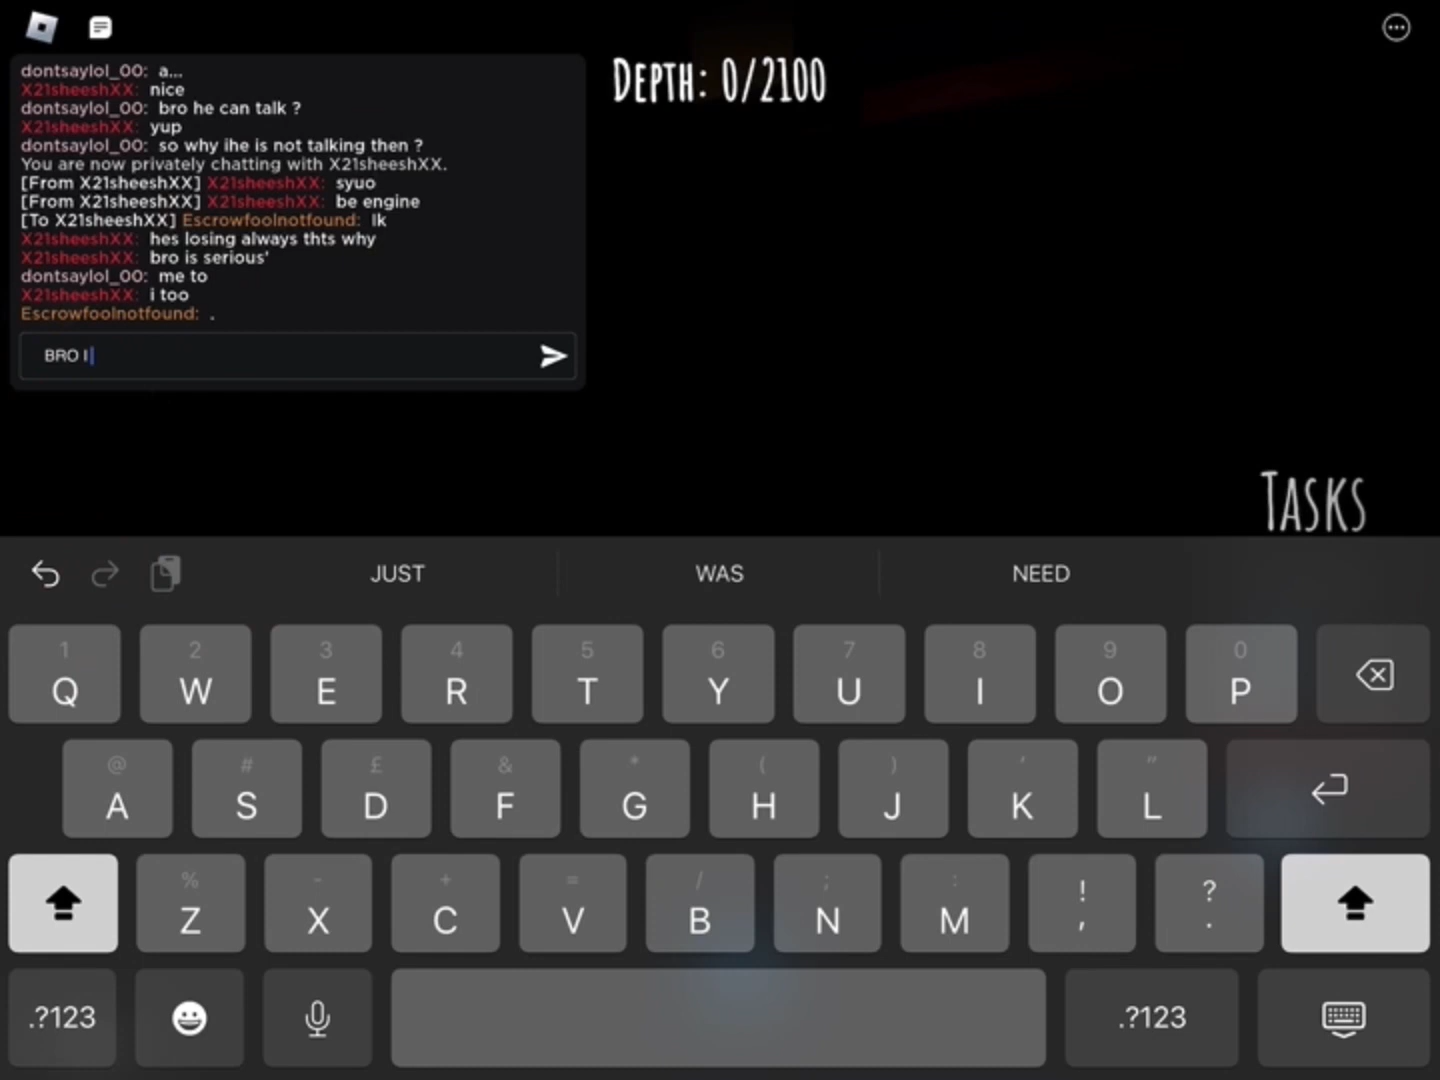 dontsaylol_00: a...
X21sheeshXX: nice
dontsaylol_00: bro he can talk ?
X21sheeshXX: yup
dontsaylol_00: so why ihe is not talking then ?
You are now privately chatting with X21sheeshXX.
[From X21sheeshXX] X21sheeshXX: syuo
[From X21sheeshXX] X21sheeshXX: be engine
[To X21sheeshXX] Escrowfoolnotfound: Ik
X21sheeshXX: hes losing always thts why
X21sheeshXX: bro is serious'
dontsaylol_00: me to
X21sheeshXX: i too
Escrowfoolnotfound: .
BRO I
DEPTH: 0/2100
TASKS
JUST WAS NEED
1 2 3 4 5 6 7 8 9 0
Q W E R T Y U I O P
@ # £ & * ( ) ' "
A S D F G H J K L
% - + = / ; : ! ?
Z X C V B N M , .
.?123 .?123